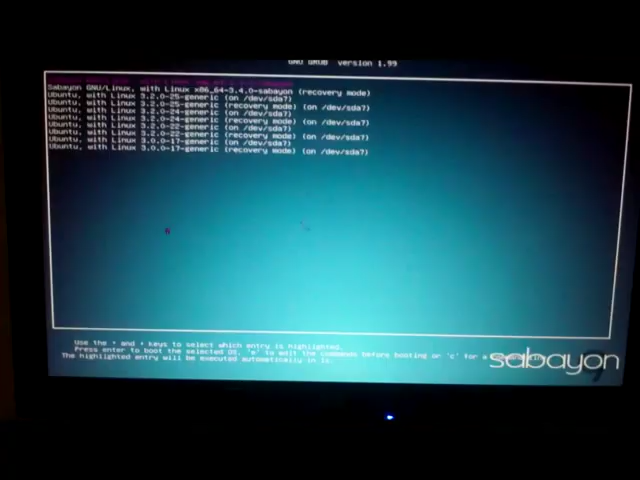 GNU GRUB version 1.99
Sabayon GNU/Linux, with Linux x86_64-3.4.0-sabayon (recovery mode)
Ubuntu, with Linux 3.2.0-25-generic (on /dev/sda7)
Ubuntu, with Linux 3.2.0-25-generic (recovery mode) (on /dev/sda7)
Ubuntu, with Linux 3.2.0-24-generic (on /dev/sda7)
Ubuntu, with Linux 3.2.0-24-generic (recovery mode) (on /dev/sda7)
Ubuntu, with Linux 3.2.0-22-generic (on /dev/sda7)
Ubuntu, with Linux 3.2.0-22-generic (recovery mode) (on /dev/sda7)
Ubuntu, with Linux 3.0.0-17-generic (on /dev/sda7)
Ubuntu, with Linux 3.0.0-17-generic (recovery mode) (on /dev/sda7)
Use the ↑ and ↓ keys to select which entry is highlighted.
Press enter to boot the selected OS, 'e' to edit the commands before booting or 'c' for a
The highlighted entry will be executed automatically in 1s.
sabayon